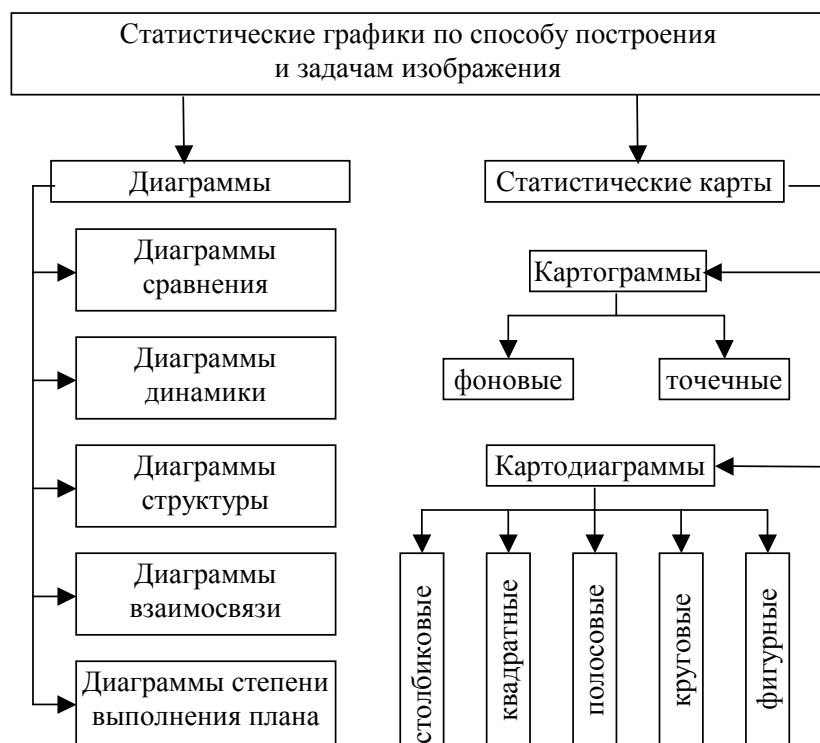 Статистические графики по способу построения
и задачам изображения
Диаграммы
Диаграммы
сравнения
Диаграммы
динамики
Диаграммы
структуры
Диаграммы
взаимосвязи
Диаграммы степени
выполнения плана
Статистические карты
Картограммы
фоновые
точечные
Картодиаграммы
столбиковые
квадратные
полосовые
круговые
фигурные